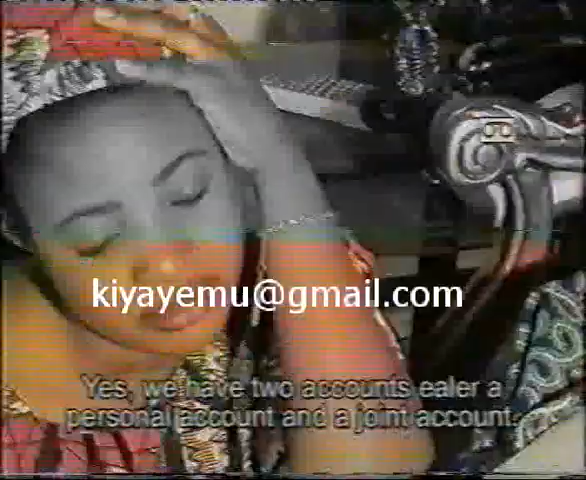 kiyayemu@gmail.com
Yes, we have two accounts ealer a
personal account and a joint account.